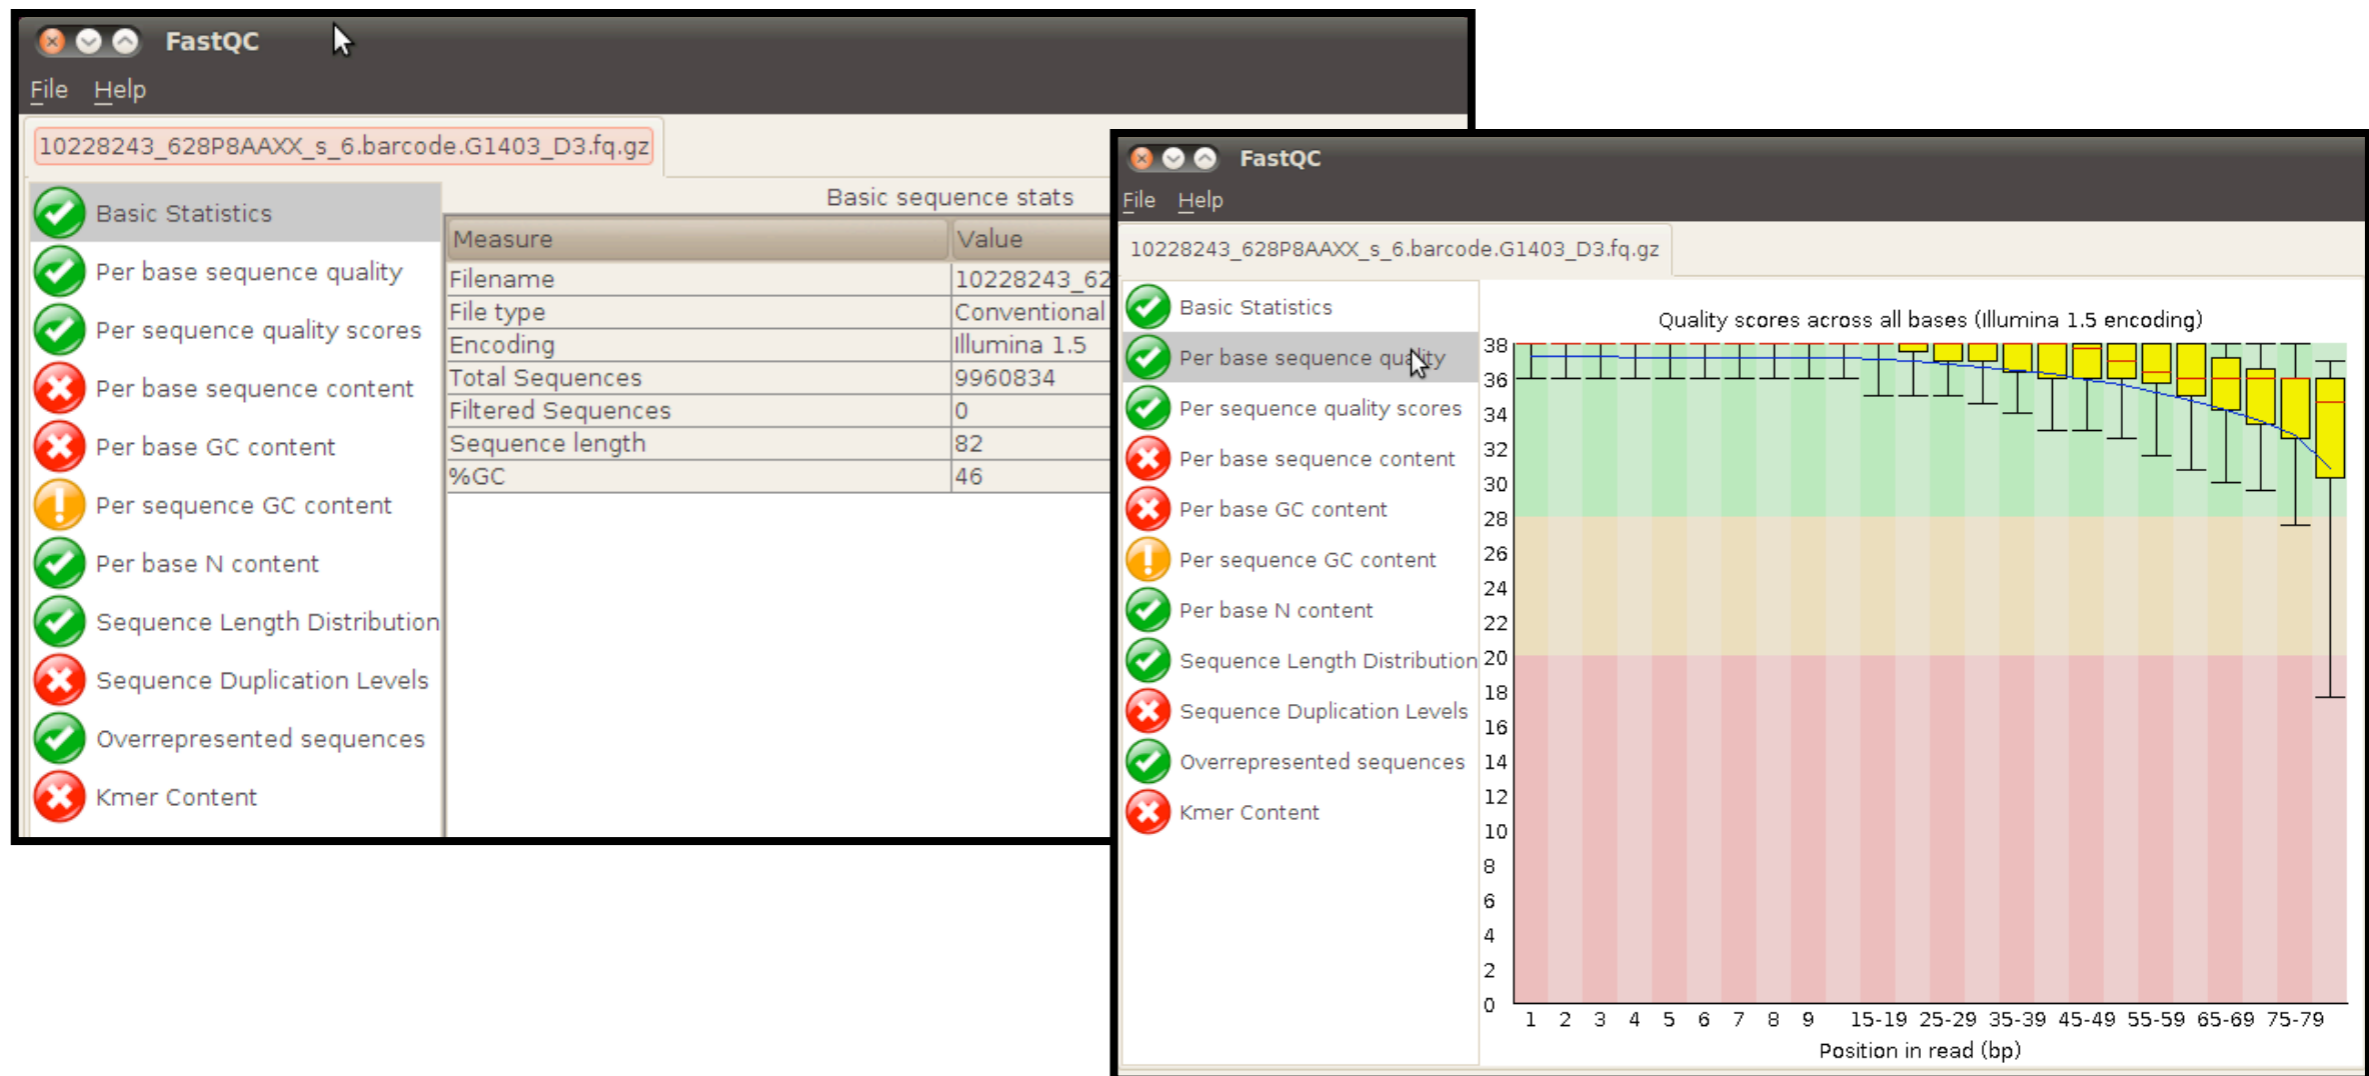 FastQC
File Help
10228243_628P8AAXX_s_6.barcode.G1403_D3.fq.gz
Basic Statistics
Per base sequence quality
Per sequence quality scores
Per base sequence content
Per base GC content
Per sequence GC content
Per base N content
Sequence Length Distribution
Sequence Duplication Levels
Overrepresented sequences
Kmer Content
Basic sequence stats
Measure Value
Filename 10228243_62
File type Conventional
Encoding Illumina 1.5
Total Sequences 9960834
Filtered Sequences 0
Sequence length 82
%GC 46
FastQC
File Help
10228243_628P8AAXX_s_6.barcode.G1403_D3.fq.gz
Basic Statistics
Per base sequence quality
Per sequence quality scores
Per base sequence content
Per base GC content
Per sequence GC content
Per base N content
Sequence Length Distribution
Sequence Duplication Levels
Overrepresented sequences
Kmer Content
Quality scores across all bases (Illumina 1.5 encoding)
38
36
34
32
30
28
26
24
22
20
18
16
14
12
10
8
6
4
2
0
1 2 3 4 5 6 7 8 9 15-19 25-29 35-39 45-49 55-59 65-69 75-79
Position in read (bp)